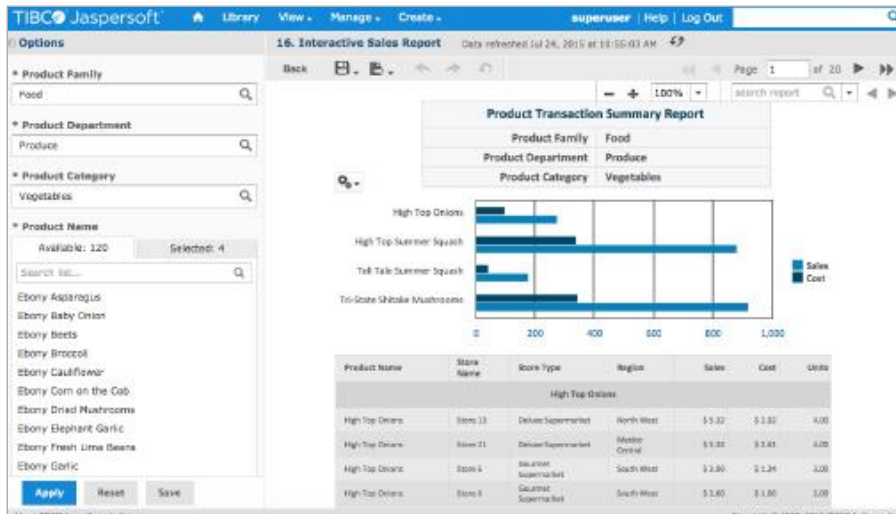 TIBCO Jaspersoft Library View Manage Create superuser | Help | Log Out
Options
16. Interactive Sales Report Data refreshed Jul 24, 2015 at
Back Page 1 of 20
100% search report
* Product Family
Food
* Product Department
Produce
* Product Category
Vegetables
* Product Name
Available: 120 Selected: 4
Search list...
Ebony Asparagus
Ebony Baby Onion
Ebony Beets
Ebony Broccoli
Ebony Cauliflower
Ebony Corn on the Cob
Ebony Dried Mushrooms
Ebony Elephant Garlic
Ebony Fresh Lima Beans
Ebony Garlic
Apply Reset Save
Product Transaction Summary Report
Product Family Food
Product Department Produce
Product Category Vegetables
High Top Onions
High Top Summer Squash
Tell Tale Summer Squash
Tri-State Shitake Mushrooms
Sales
Cost
0 200 400 600 800 1,000
Product Name Store Name Store Type Region Sales Cost Units
High Top Onions
High Top Onions Store 13 Deluxe Supermarket North West
High Top Onions Store 21 Deluxe Supermarket Mexico Central
High Top Onions Gourmet Supermarket South West
High Top Onions Gourmet Supermarket South West